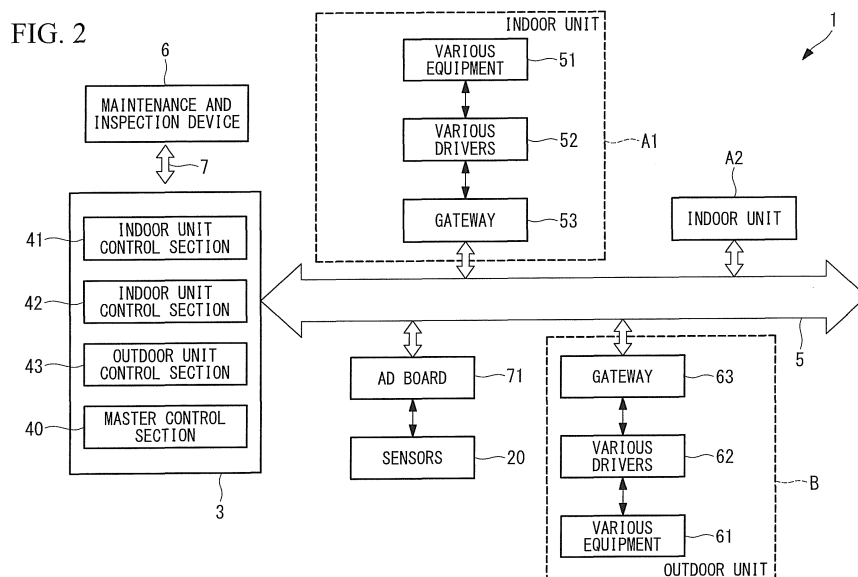 FIG. 2
1
6
MAINTENANCE AND
INSPECTION DEVICE
7
INDOOR UNIT
VARIOUS
EQUIPMENT
51
VARIOUS
DRIVERS
52
A1
GATEWAY
53
A2
INDOOR UNIT
41
INDOOR UNIT
CONTROL SECTION
42
INDOOR UNIT
CONTROL SECTION
43
OUTDOOR UNIT
CONTROL SECTION
40
MASTER CONTROL
SECTION
3
5
AD BOARD
71
SENSORS
20
GATEWAY
63
VARIOUS
DRIVERS
62
B
VARIOUS
EQUIPMENT
61
OUTDOOR UNIT